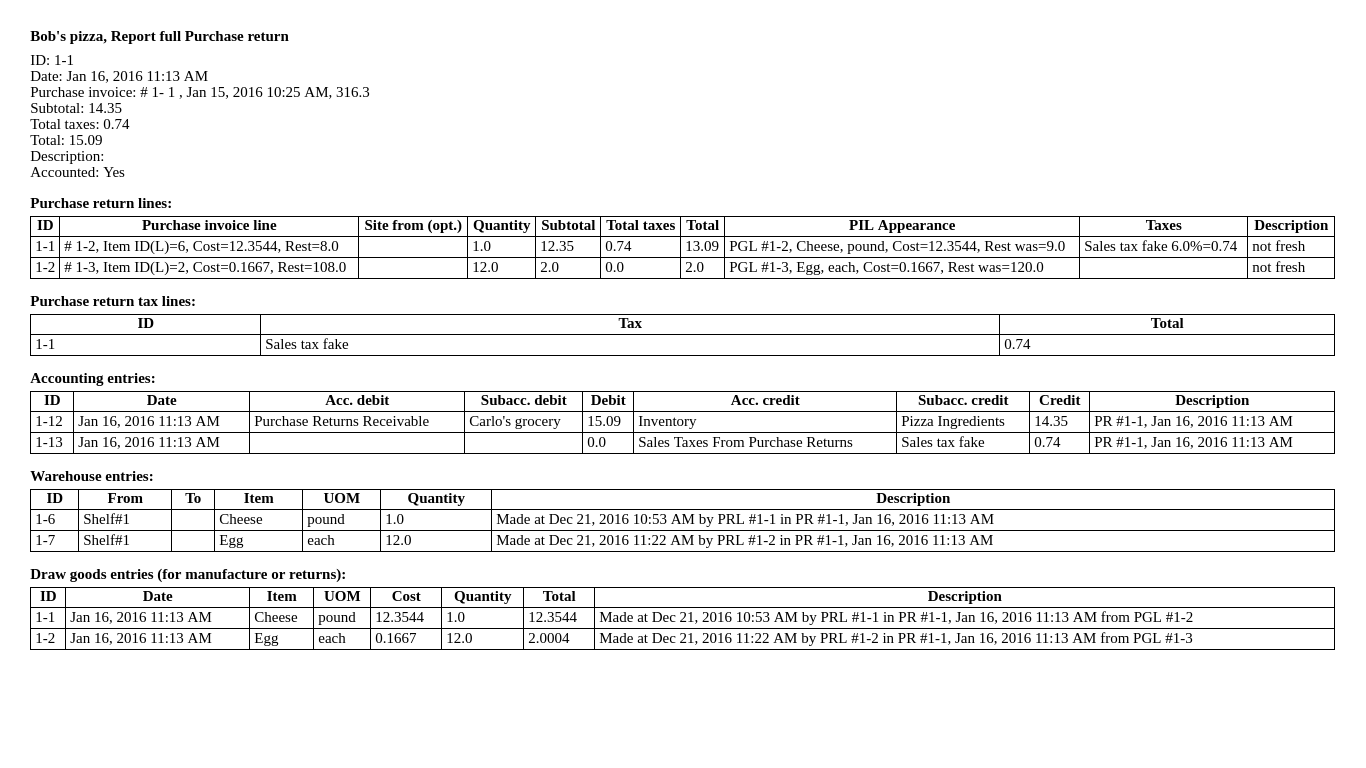 Bob's pizza, Report full Purchase return
ID: 1-1
Date: Jan 16, 2016 11:13 AM
Purchase invoice: # 1- 1 , Jan 15, 2016 10:25 AM, 316.3
Subtotal: 14.35
Total taxes: 0.74
Total: 15.09
Description:
Accounted: Yes
Purchase return lines:
ID Purchase invoice line Site from (opt.) Quantity Subtotal Total taxes Total PIL Appearance Taxes Description
1-1 # 1-2, Item ID(L)=6, Cost=12.3544, Rest=8.0 1.0 12.35 0.74 13.09 PGL #1-2, Cheese, pound, Cost=12.3544, Rest was=9.0 Sales tax fake 6.0%=0.74 not fresh
1-2 # 1-3, Item ID(L)=2, Cost=0.1667, Rest=108.0 12.0 2.0 0.0 2.0 PGL #1-3, Egg, each, Cost=0.1667, Rest was=120.0 not fresh
Purchase return tax lines:
ID Tax Total
1-1 Sales tax fake 0.74
Accounting entries:
ID Date Acc. debit Subacc. debit Debit Acc. credit Subacc. credit Credit Description
1-12 Jan 16, 2016 11:13 AM Purchase Returns Receivable Carlo's grocery 15.09 Inventory Pizza Ingredients 14.35 PR #1-1, Jan 16, 2016 11:13 AM
1-13 Jan 16, 2016 11:13 AM 0.0 Sales Taxes From Purchase Returns Sales tax fake 0.74 PR #1-1, Jan 16, 2016 11:13 AM
Warehouse entries:
ID From To Item UOM Quantity Description
1-6 Shelf#1 Cheese pound 1.0 Made at Dec 21, 2016 10:53 AM by PRL #1-1 in PR #1-1, Jan 16, 2016 11:13 AM
1-7 Shelf#1 Egg each 12.0 Made at Dec 21, 2016 11:22 AM by PRL #1-2 in PR #1-1, Jan 16, 2016 11:13 AM
Draw goods entries (for manufacture or returns):
ID Date Item UOM Cost Quantity Total Description
1-1 Jan 16, 2016 11:13 AM Cheese pound 12.3544 1.0 12.3544 Made at Dec 21, 2016 10:53 AM by PRL #1-1 in PR #1-1, Jan 16, 2016 11:13 AM from PGL #1-2
1-2 Jan 16, 2016 11:13 AM Egg each 0.1667 12.0 2.0004 Made at Dec 21, 2016 11:22 AM by PRL #1-2 in PR #1-1, Jan 16, 2016 11:13 AM from PGL #1-3